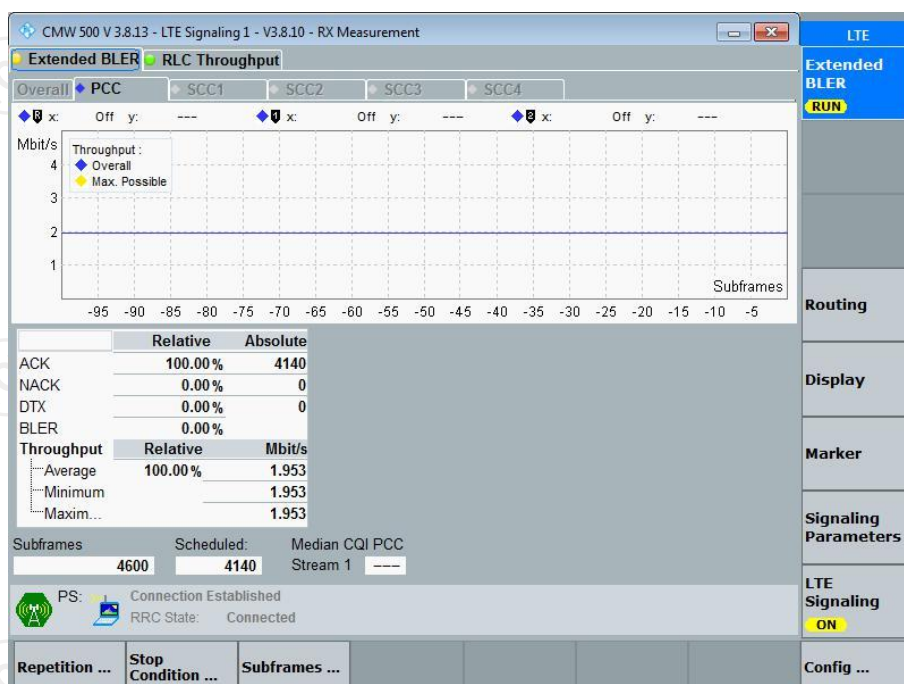 CMW 500 V 3.8.13 - LTE Signaling 1 - V3.8.10 - RX Measurement
LTE
Extended BLER RLC Throughput
Extended BLER
RUN
Overall PCC SCC1 SCC2 SCC3 SCC4
R x: Off y: --- 1 x: Off y: --- 2 x: Off y: ---
Mbit/s
Throughput :
Overall
Max. Possible
4
3
2
1
Subframes
-95 -90 -85 -80 -75 -70 -65 -60 -55 -50 -45 -40 -35 -30 -25 -20 -15 -10 -5
Relative Absolute
ACK 100.00 % 4140
NACK 0.00 % 0
DTX 0.00 % 0
BLER 0.00 %
Throughput Relative Mbit/s
Average 100.00 % 1.953
Minimum 1.953
Maxim... 1.953
Subframes Scheduled: Median CQI PCC
4600 4140 Stream 1 ---
PS: Connection Established
RRC State: Connected
Routing
Display
Marker
Signaling
Parameters
LTE
Signaling
ON
Repetition ... Stop Condition ... Subframes ... Config ...